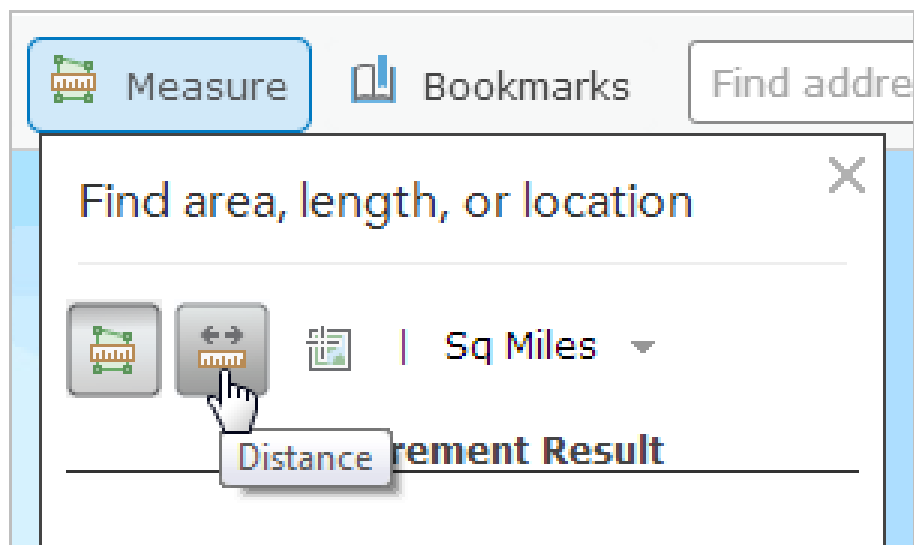 Measure Bookmarks Find addre
Find area, length, or location
Sq Miles
Distance rement Result